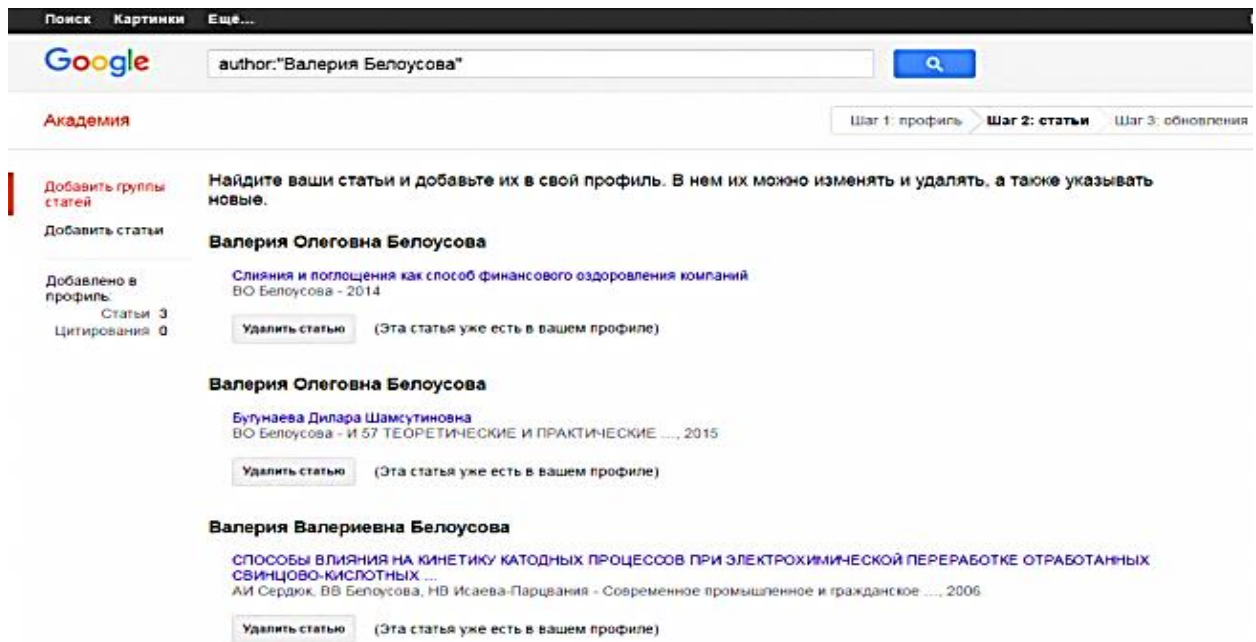 Поиск Картинки Ещё...
Google author:"Валерия Белоусова"
Академия Шаг 1: профиль Шаг 2: статьи Шаг 3: обновления
Добавить группы
статей
Добавить статьи
Добавлено в
профиль:
Статьи 3
Цитирования 0
Найдите ваши статьи и добавьте их в свой профиль. В нем их можно изменять и удалять, а также указывать
новые.
Валерия Олеговна Белоусова
Слияния и поглощения как способ финансового оздоровления компаний
ВО Белоусова - 2014
Удалить статью (Эта статья уже есть в вашем профиле)
Валерия Олеговна Белоусова
Бугунаева Дилара Шамсутиновна
ВО Белоусова - И 57 ТЕОРЕТИЧЕСКИЕ И ПРАКТИЧЕСКИЕ ..., 2015
Удалить статью (Эта статья уже есть в вашем профиле)
Валерия Валериевна Белоусова
СПОСОБЫ ВЛИЯНИЯ НА КИНЕТИКУ КАТОДНЫХ ПРОЦЕССОВ ПРИ ЭЛЕКТРОХИМИЧЕСКОЙ ПЕРЕРАБОТКЕ ОТРАБОТАННЫХ
СВИНЦОВО-КИСЛОТНЫХ ...
АИ Сердюк, ВВ Белоусова, НВ Исаева-Парцвания - Современное промышленное и гражданское ..., 2006
Удалить статью (Эта статья уже есть в вашем профиле)